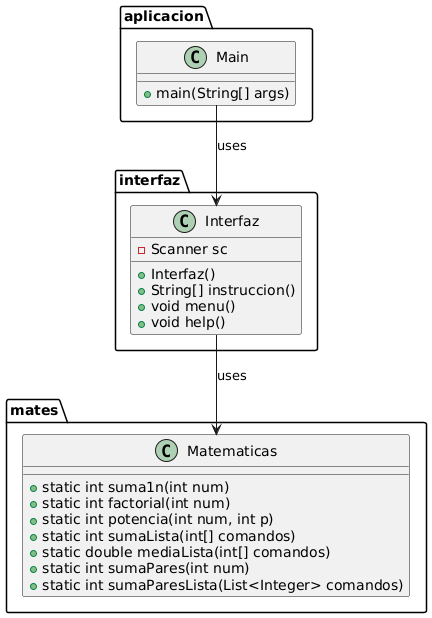 aplicacion
C Main
main(String[] args)
uses
interfaz
C Interfaz
Scanner sc
Interfaz()
String[] instruccion()
void menu()
void help()
uses
mates
C Matematicas
static int suma1n(int num)
static int factorial(int num)
static int potencia(int num, int p)
static int sumaLista(int[] comandos)
static double mediaLista(int[] comandos)
static int sumaPares(int num)
static int sumaParesLista(List<Integer> comandos)